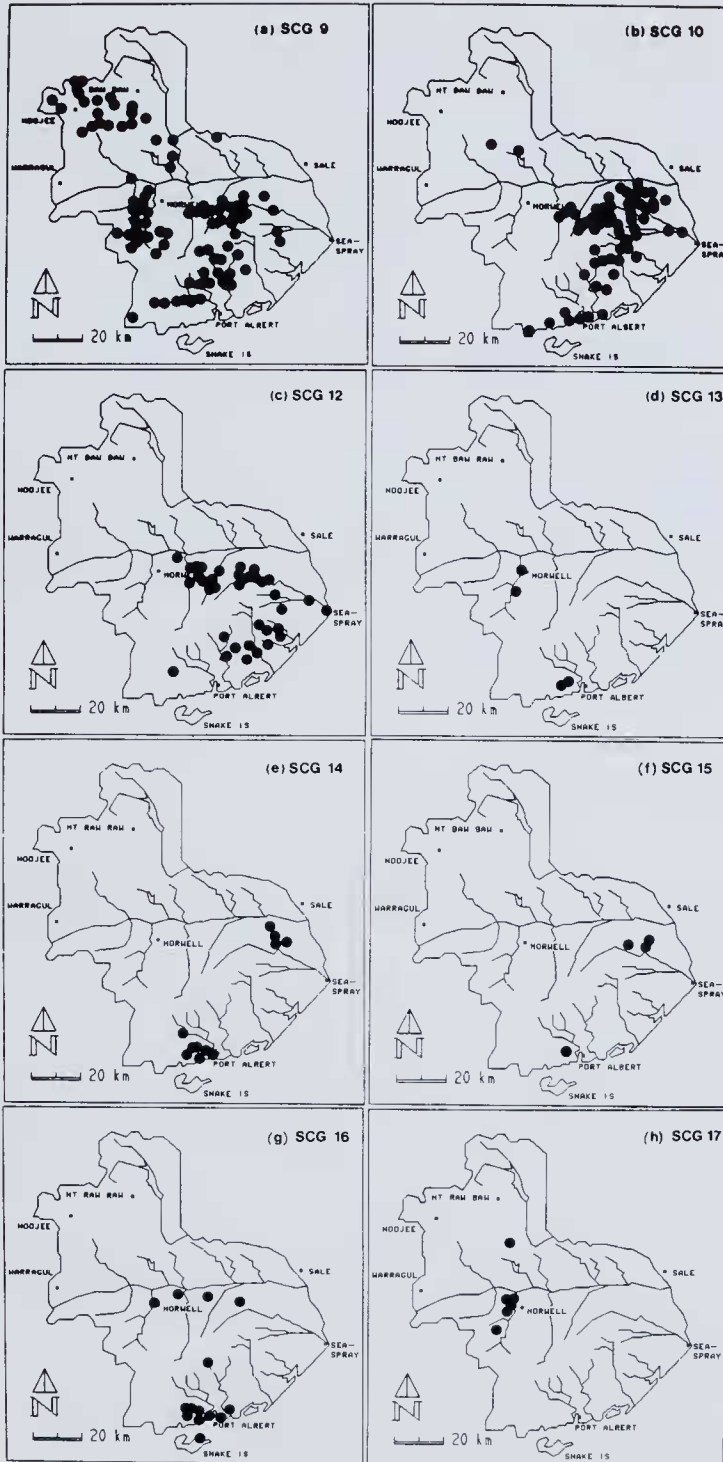 (a) SCG 9
BAW BAW
NOOJEE
WARRAGUL
SALE
MORWELL
SEA-
SPRAY
N
PORT ALBERT
20 km
SNAKE IS
(b) SCG 10
MT BAW BAW
NOOJEE
WARRAGUL
SALE
MORWELL
SEA-
SPRAY
N
PORT ALBERT
20 km
SNAKE IS
(c) SCG 12
MT BAW BAW
NOOJEE
WARRAGUL
SALE
MORWELL
SEA-
SPRAY
N
PORT ALBERT
20 km
SNAKE IS
(d) SCG 13
MT BAW BAW
NOOJEE
WARRAGUL
SALE
MORWELL
SEA-
SPRAY
N
PORT ALBERT
20 km
SNAKE IS
(e) SCG 14
MT BAW BAW
NOOJEE
WARRAGUL
SALE
MORWELL
SEA-
SPRAY
N
PORT ALBERT
20 km
SNAKE IS
(f) SCG 15
MT BAW BAW
NOOJEE
WARRAGUL
SALE
MORWELL
SEA-
SPRAY
N
PORT ALBERT
20 km
SNAKE IS
(g) SCG 16
MT BAW BAW
NOOJEE
WARRAGUL
SALE
MORWELL
SEA-
SPRAY
N
PORT ALBERT
20 km
SNAKE IS
(h) SCG 17
MT BAW BAW
NOOJEE
WARRAGUL
SALE
MORWELL
SEA-
SPRAY
N
PORT ALBERT
20 km
SNAKE IS